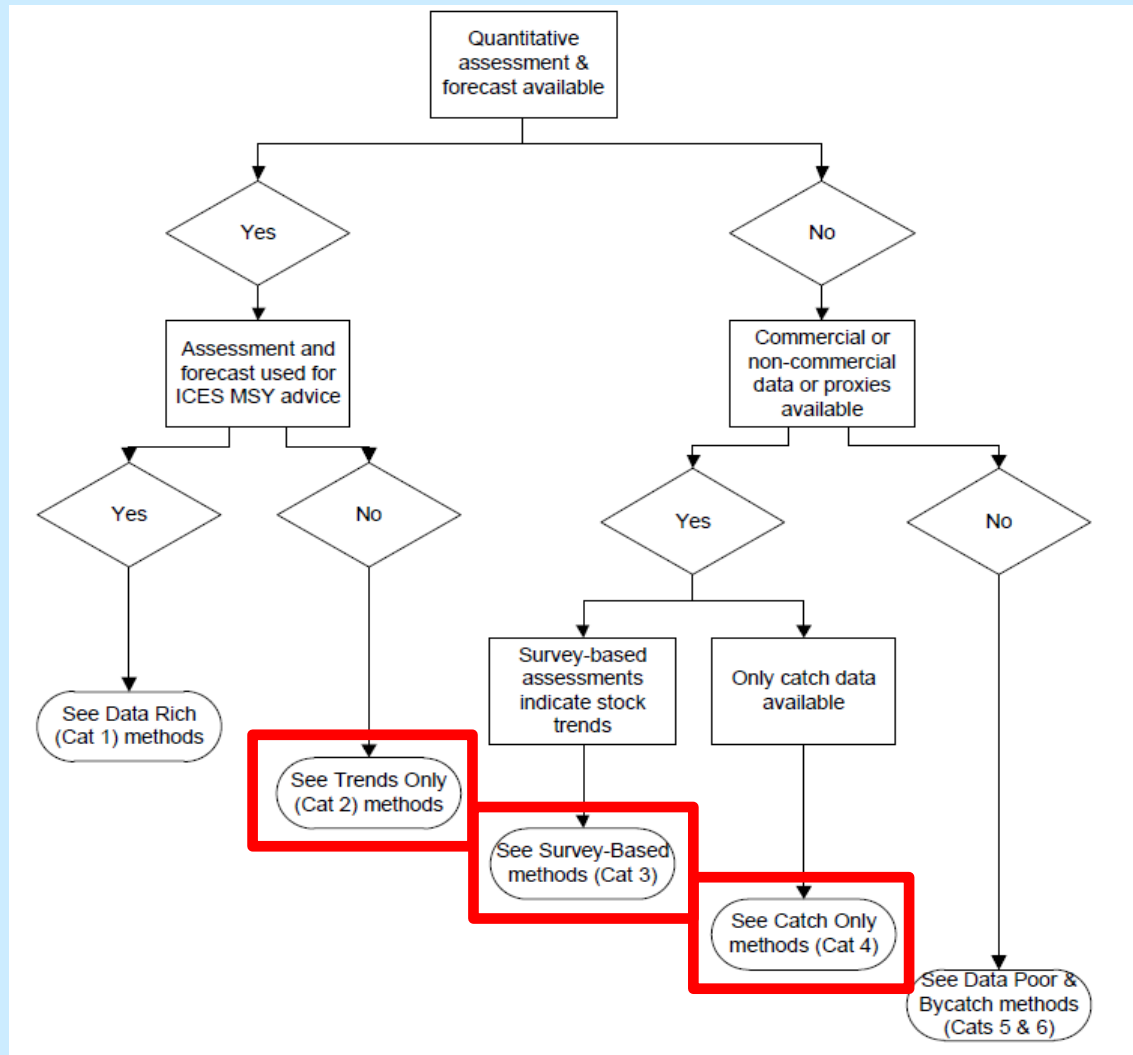 Quantitative
assessment &
forecast available
Yes
No
Assessment and
forecast used for
ICES MSY advice
Commercial or
non-commercial
data or proxies
available
Yes
No
Yes
No
Survey-based
assessments
indicate stock
trends
Only catch data
available
See Data Rich
(Cat 1) methods
See Trends Only
(Cat 2) methods
See Survey-Based
methods (Cat 3)
See Catch Only
methods (Cat 4)
See Data Poor &
Bycatch methods
(Cats 5 & 6)